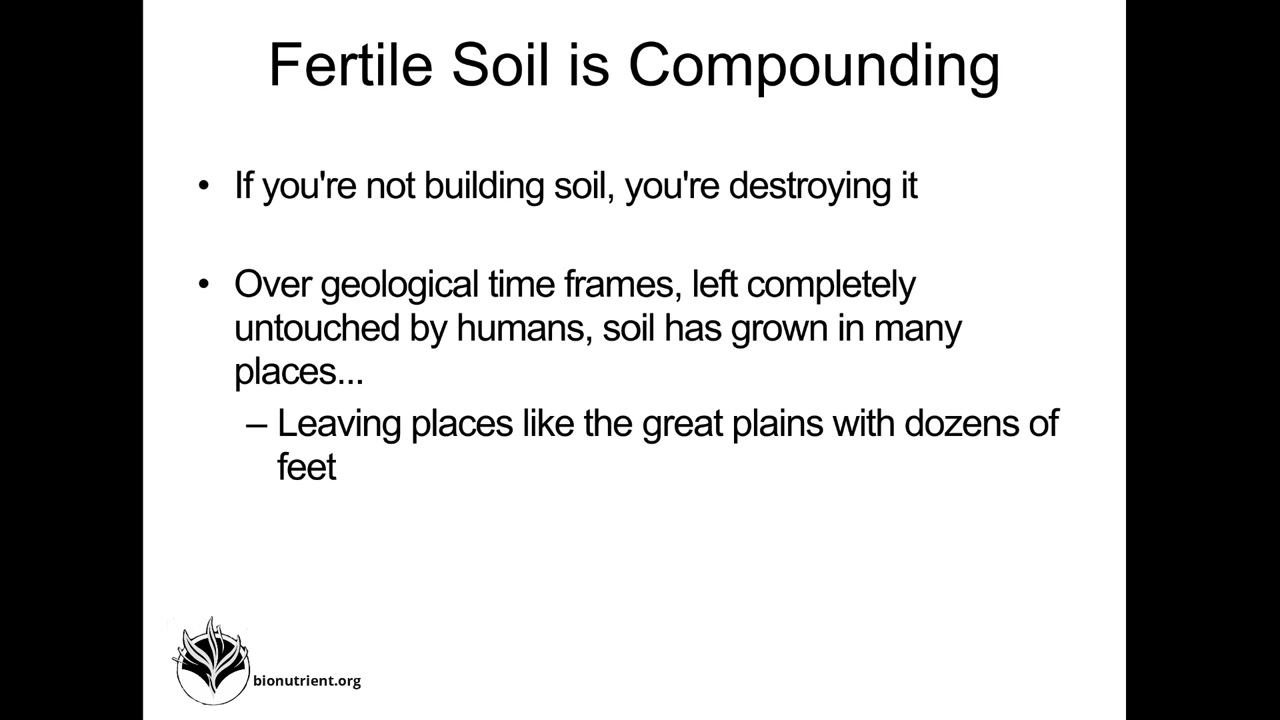 Fertile Soil is Compounding
• If you're not building soil, you're destroying it
• Over geological time frames, left completely
untouched by humans, soil has grown in many
places...
– Leaving places like the great plains with dozens of
feet
bionutrient.org